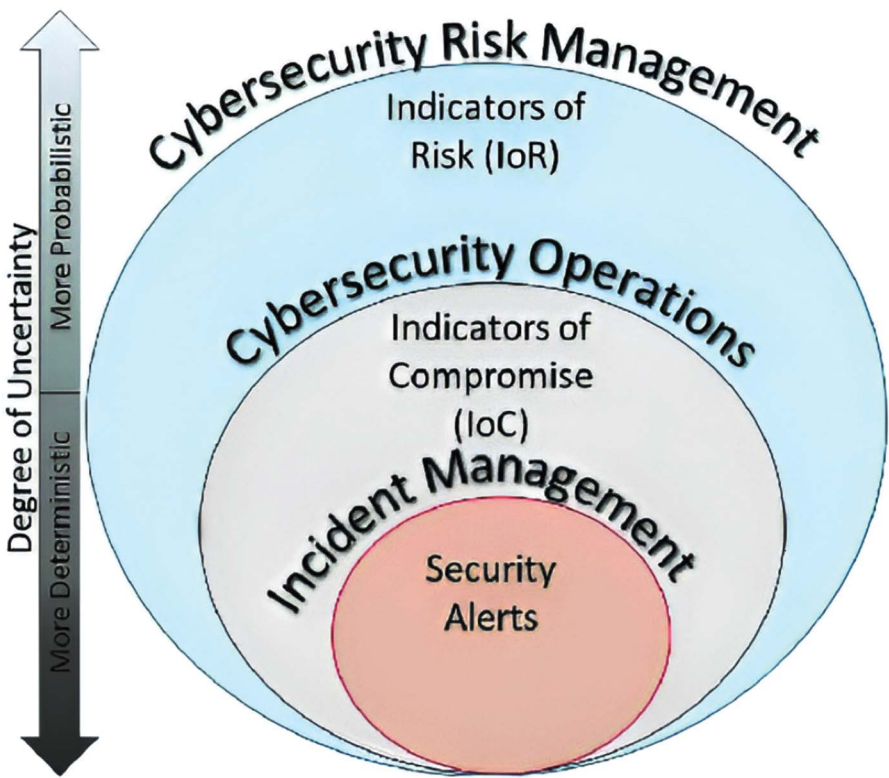 Cybersecurity Risk Management
Indicators of
Risk (IoR)
Cybersecurity Operations
Indicators of
Compromise
(IoC)
Incident Management
Security
Alerts
Degree of Uncertainty
More Probabilistic
More Deterministic